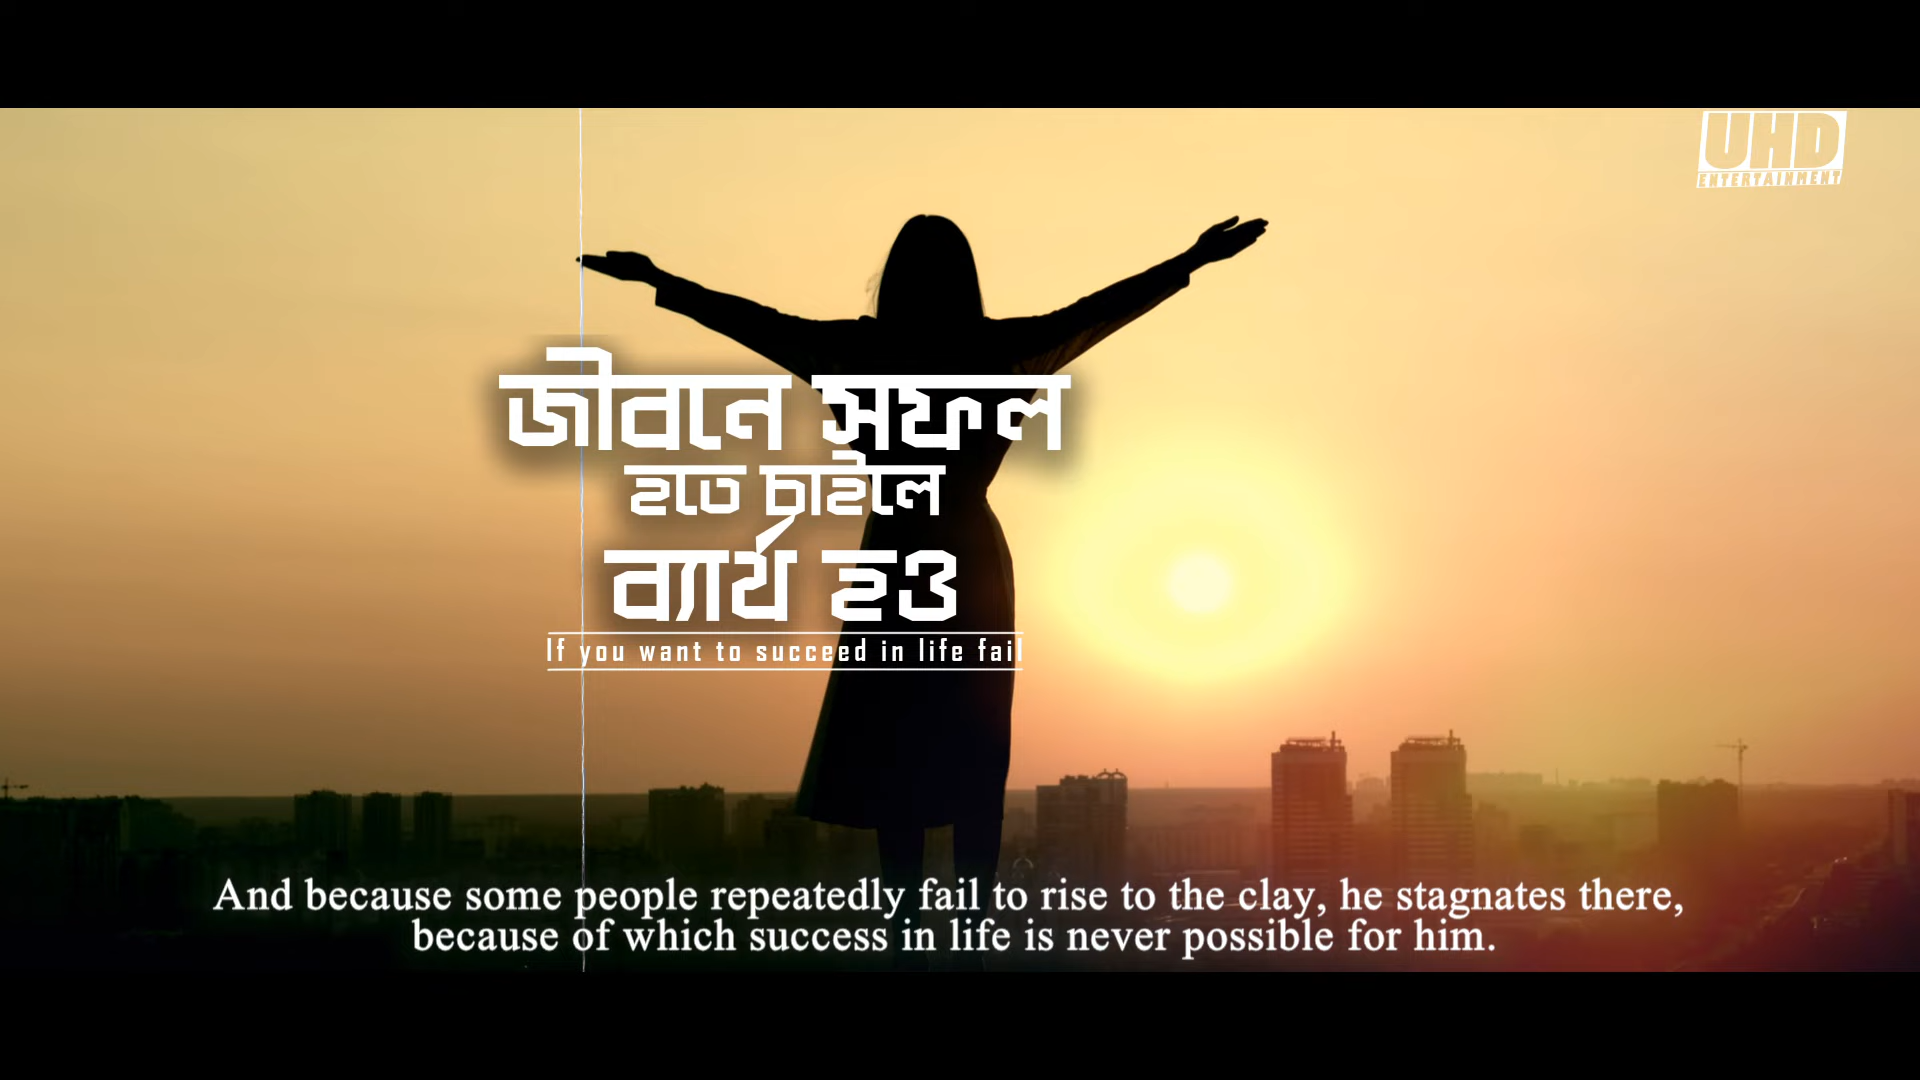 UHD
ENTERTAINMENT
জীবনে সফল
হতে চাইলে
ব্যার্থ হও
If you want to succeed in life fail
And because some people repeatedly fail to rise to the clay, he stagnates there,
because of which success in life is never possible for him.